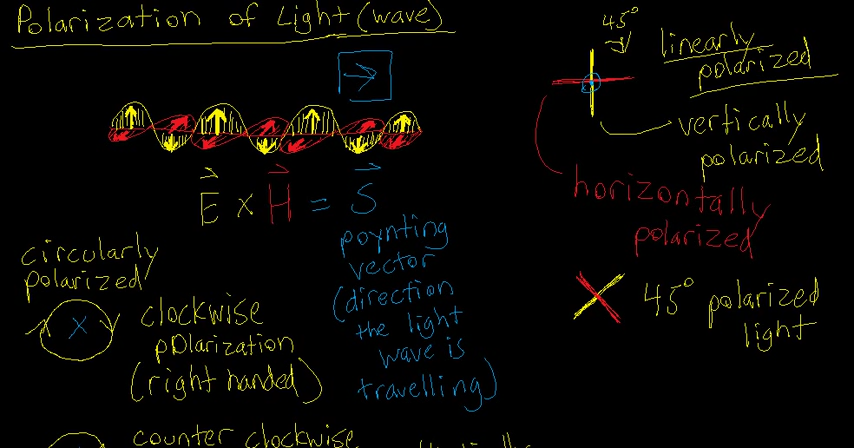 Polarization of Light (wave)
E x H = S
poynting
vector
(direction
the light
wave is
travelling)
circularly
polarized
x
clockwise
polarization
(right handed)
counter clockwise
45°
linearly
polarized
vertically
polarized
horizontally
polarized
45° polarized
light